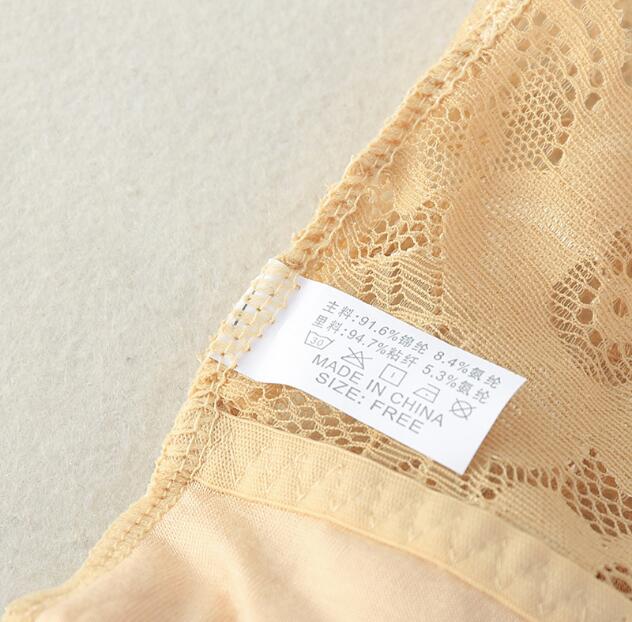 主料:91.6%锦纶 8.4%氨纶
里料:94.7%粘纤 5.3%氨纶
30
MADE IN CHINA
SIZE: FREE